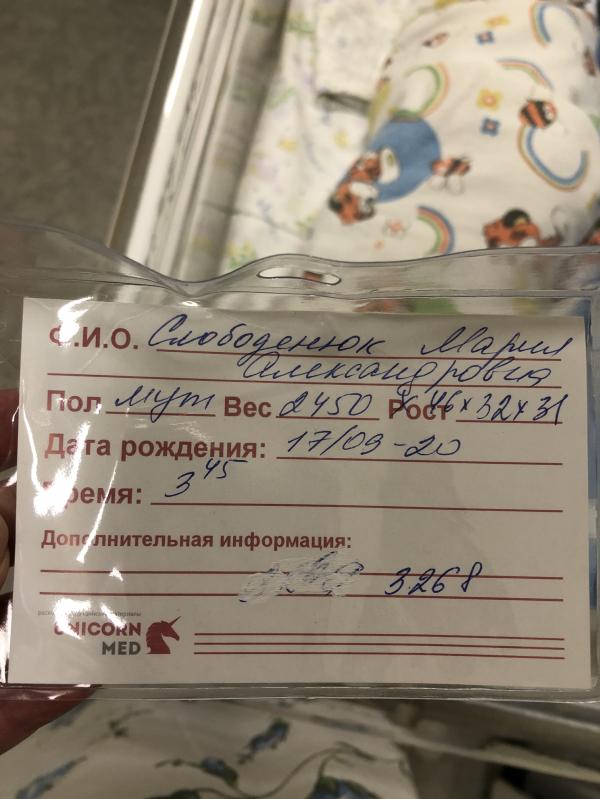 Ф.И.О. Слободенюк Мария
Александровна
Пол муж Вес 2450 Рост 46x32x31
Дата рождения: 17/09-20
Время: 3 45
Дополнительная информация:
3268
UNICORN
MED